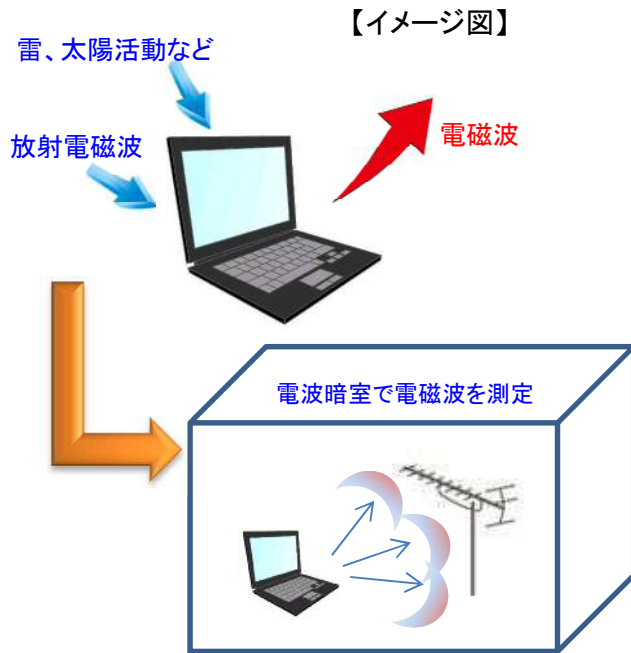 【イメージ図】
雷、太陽活動など
放射電磁波
電磁波
電波暗室で電磁波を測定